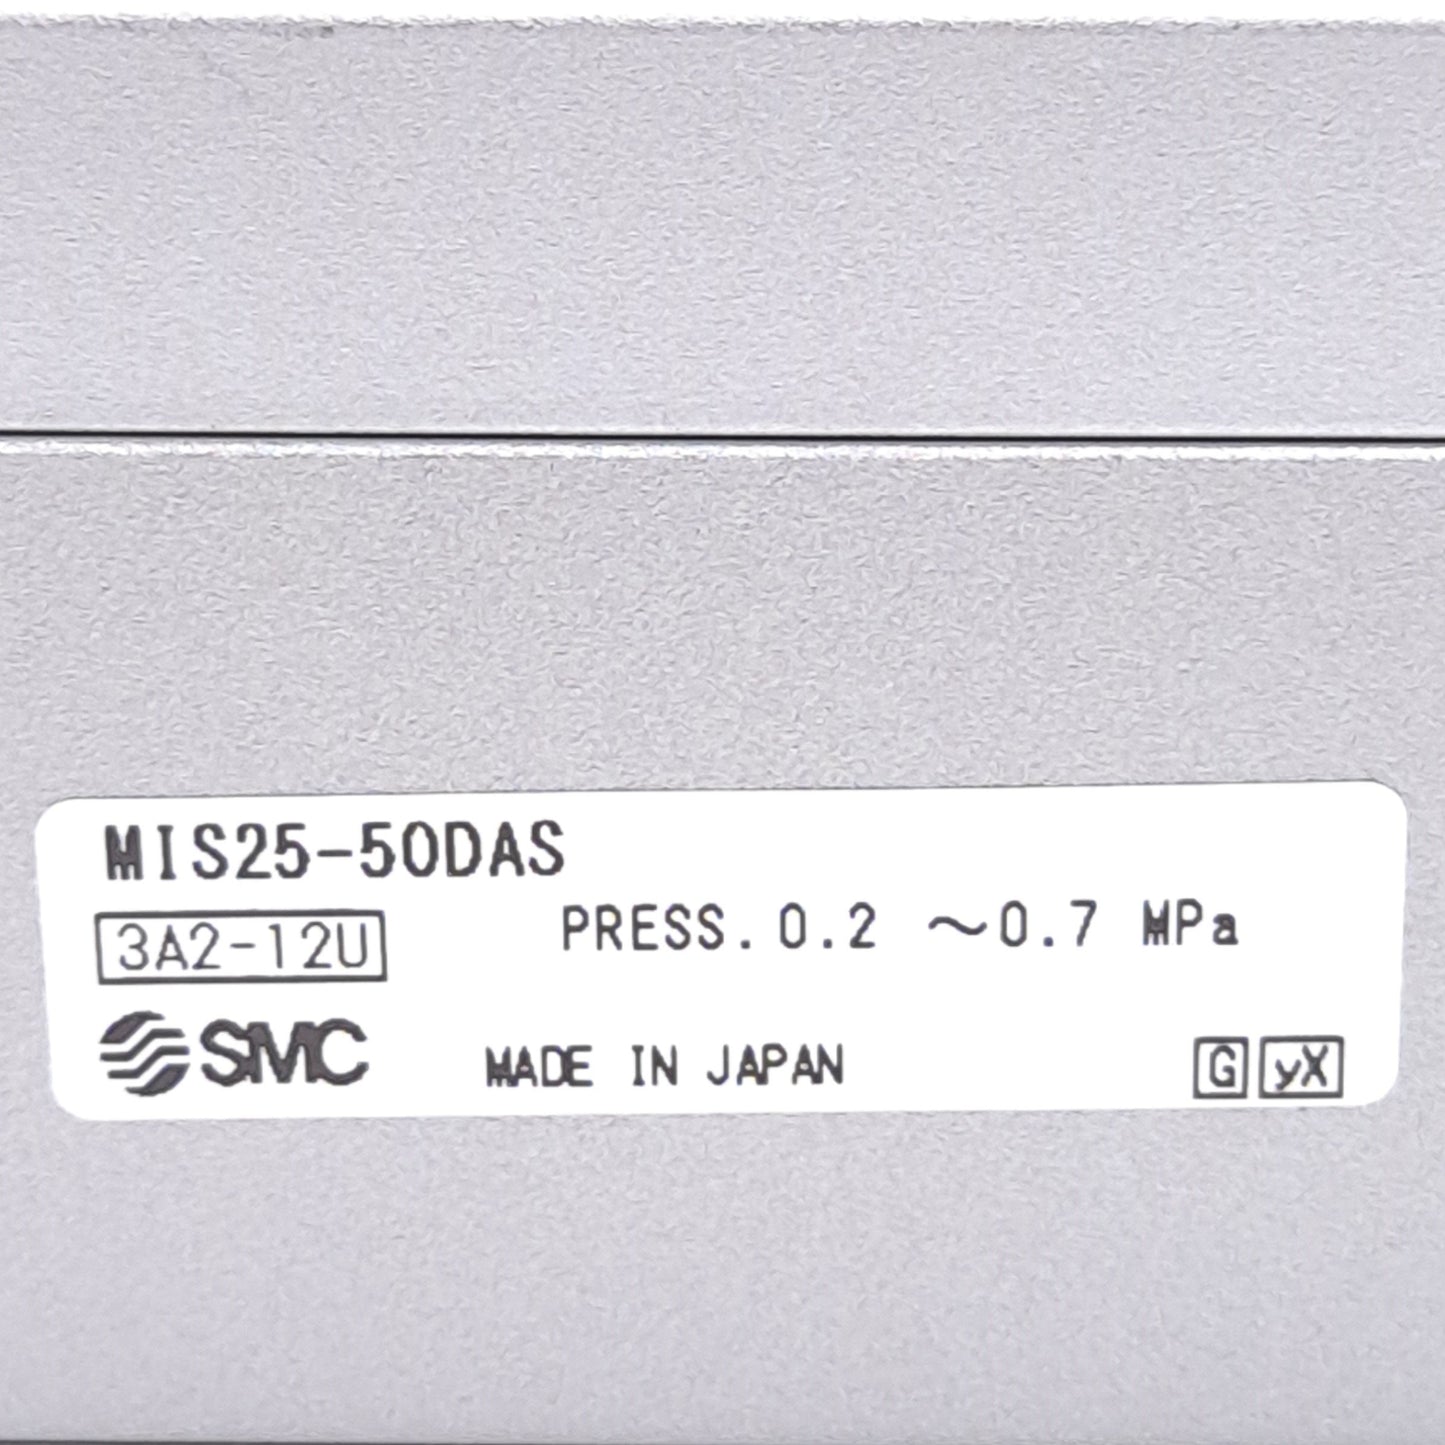 MIS25-50DAS
3A2-12U PRESS. 0.2 ～0.7 MPa
SMC MADE IN JAPAN G yX